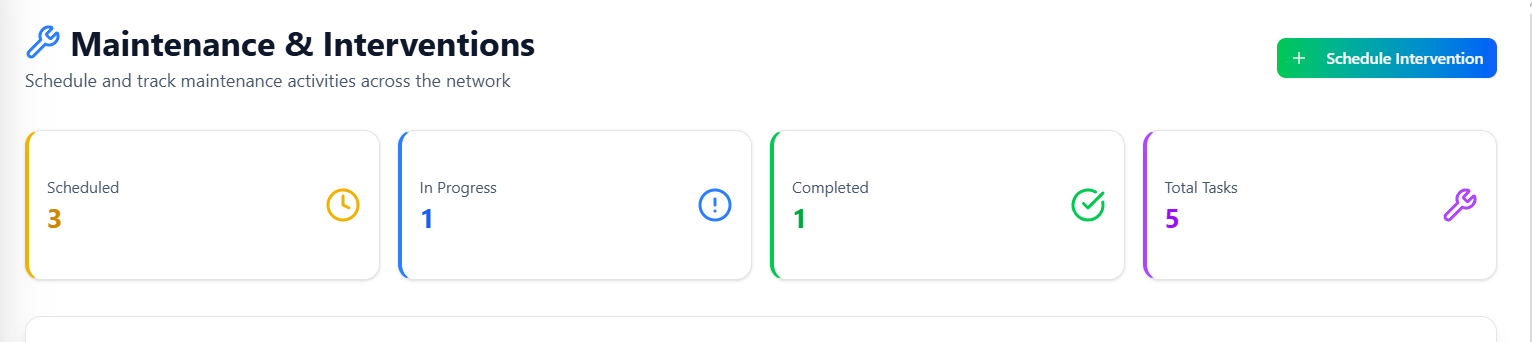 Maintenance & Interventions
Schedule and track maintenance activities across the network
+ Schedule Intervention
Scheduled
3
In Progress
1
Completed
1
Total Tasks
5